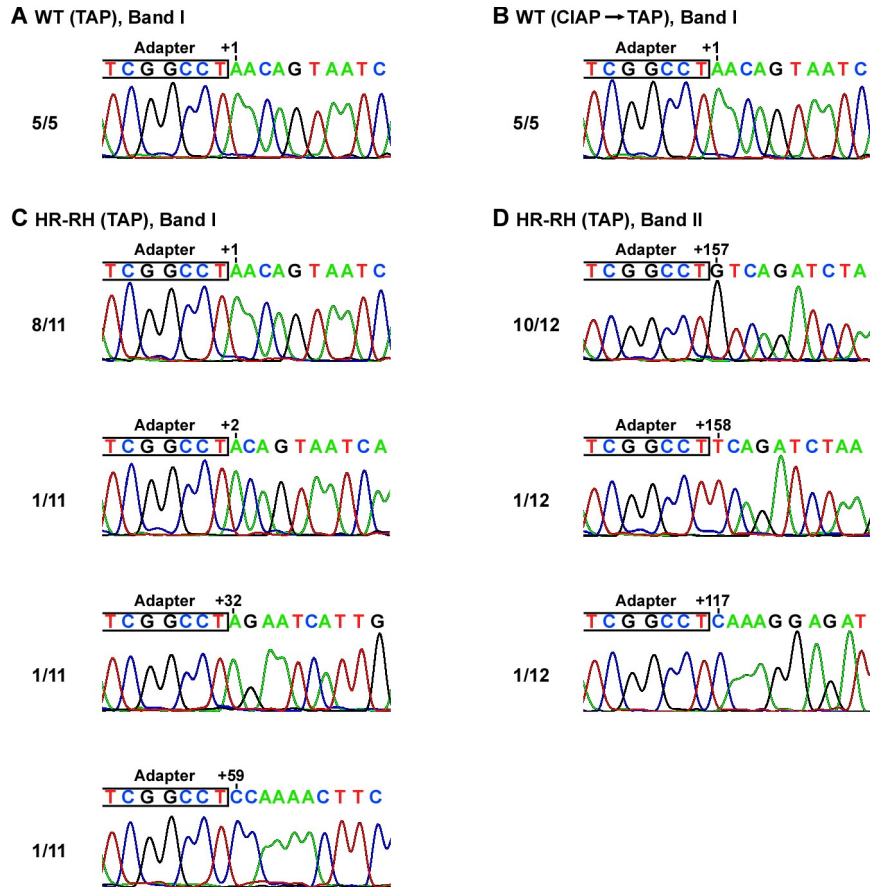 A WT (TAP), Band I
Adapter +1
TCGGCCTAACAGTAATC
5/5
B WT (CIAP → TAP), Band I
Adapter +1
TCGGCCTAACAGTAATC
5/5
C HR-RH (TAP), Band I
Adapter +1
TCGGCCTAACAGTAATC
8/11
Adapter +2
TCGGCCTACAGTAATCA
1/11
Adapter +32
TCGGCCTAGAATCATTG
1/11
Adapter +59
TCGGCCTCCAAAACTTC
1/11
D HR-RH (TAP), Band II
Adapter +157
TCGGCCTGTCAGATCTA
10/12
Adapter +158
TCGGCCTTCAGATCTAA
1/12
Adapter +117
TCGGCCTCAAAGGAGAT
1/12